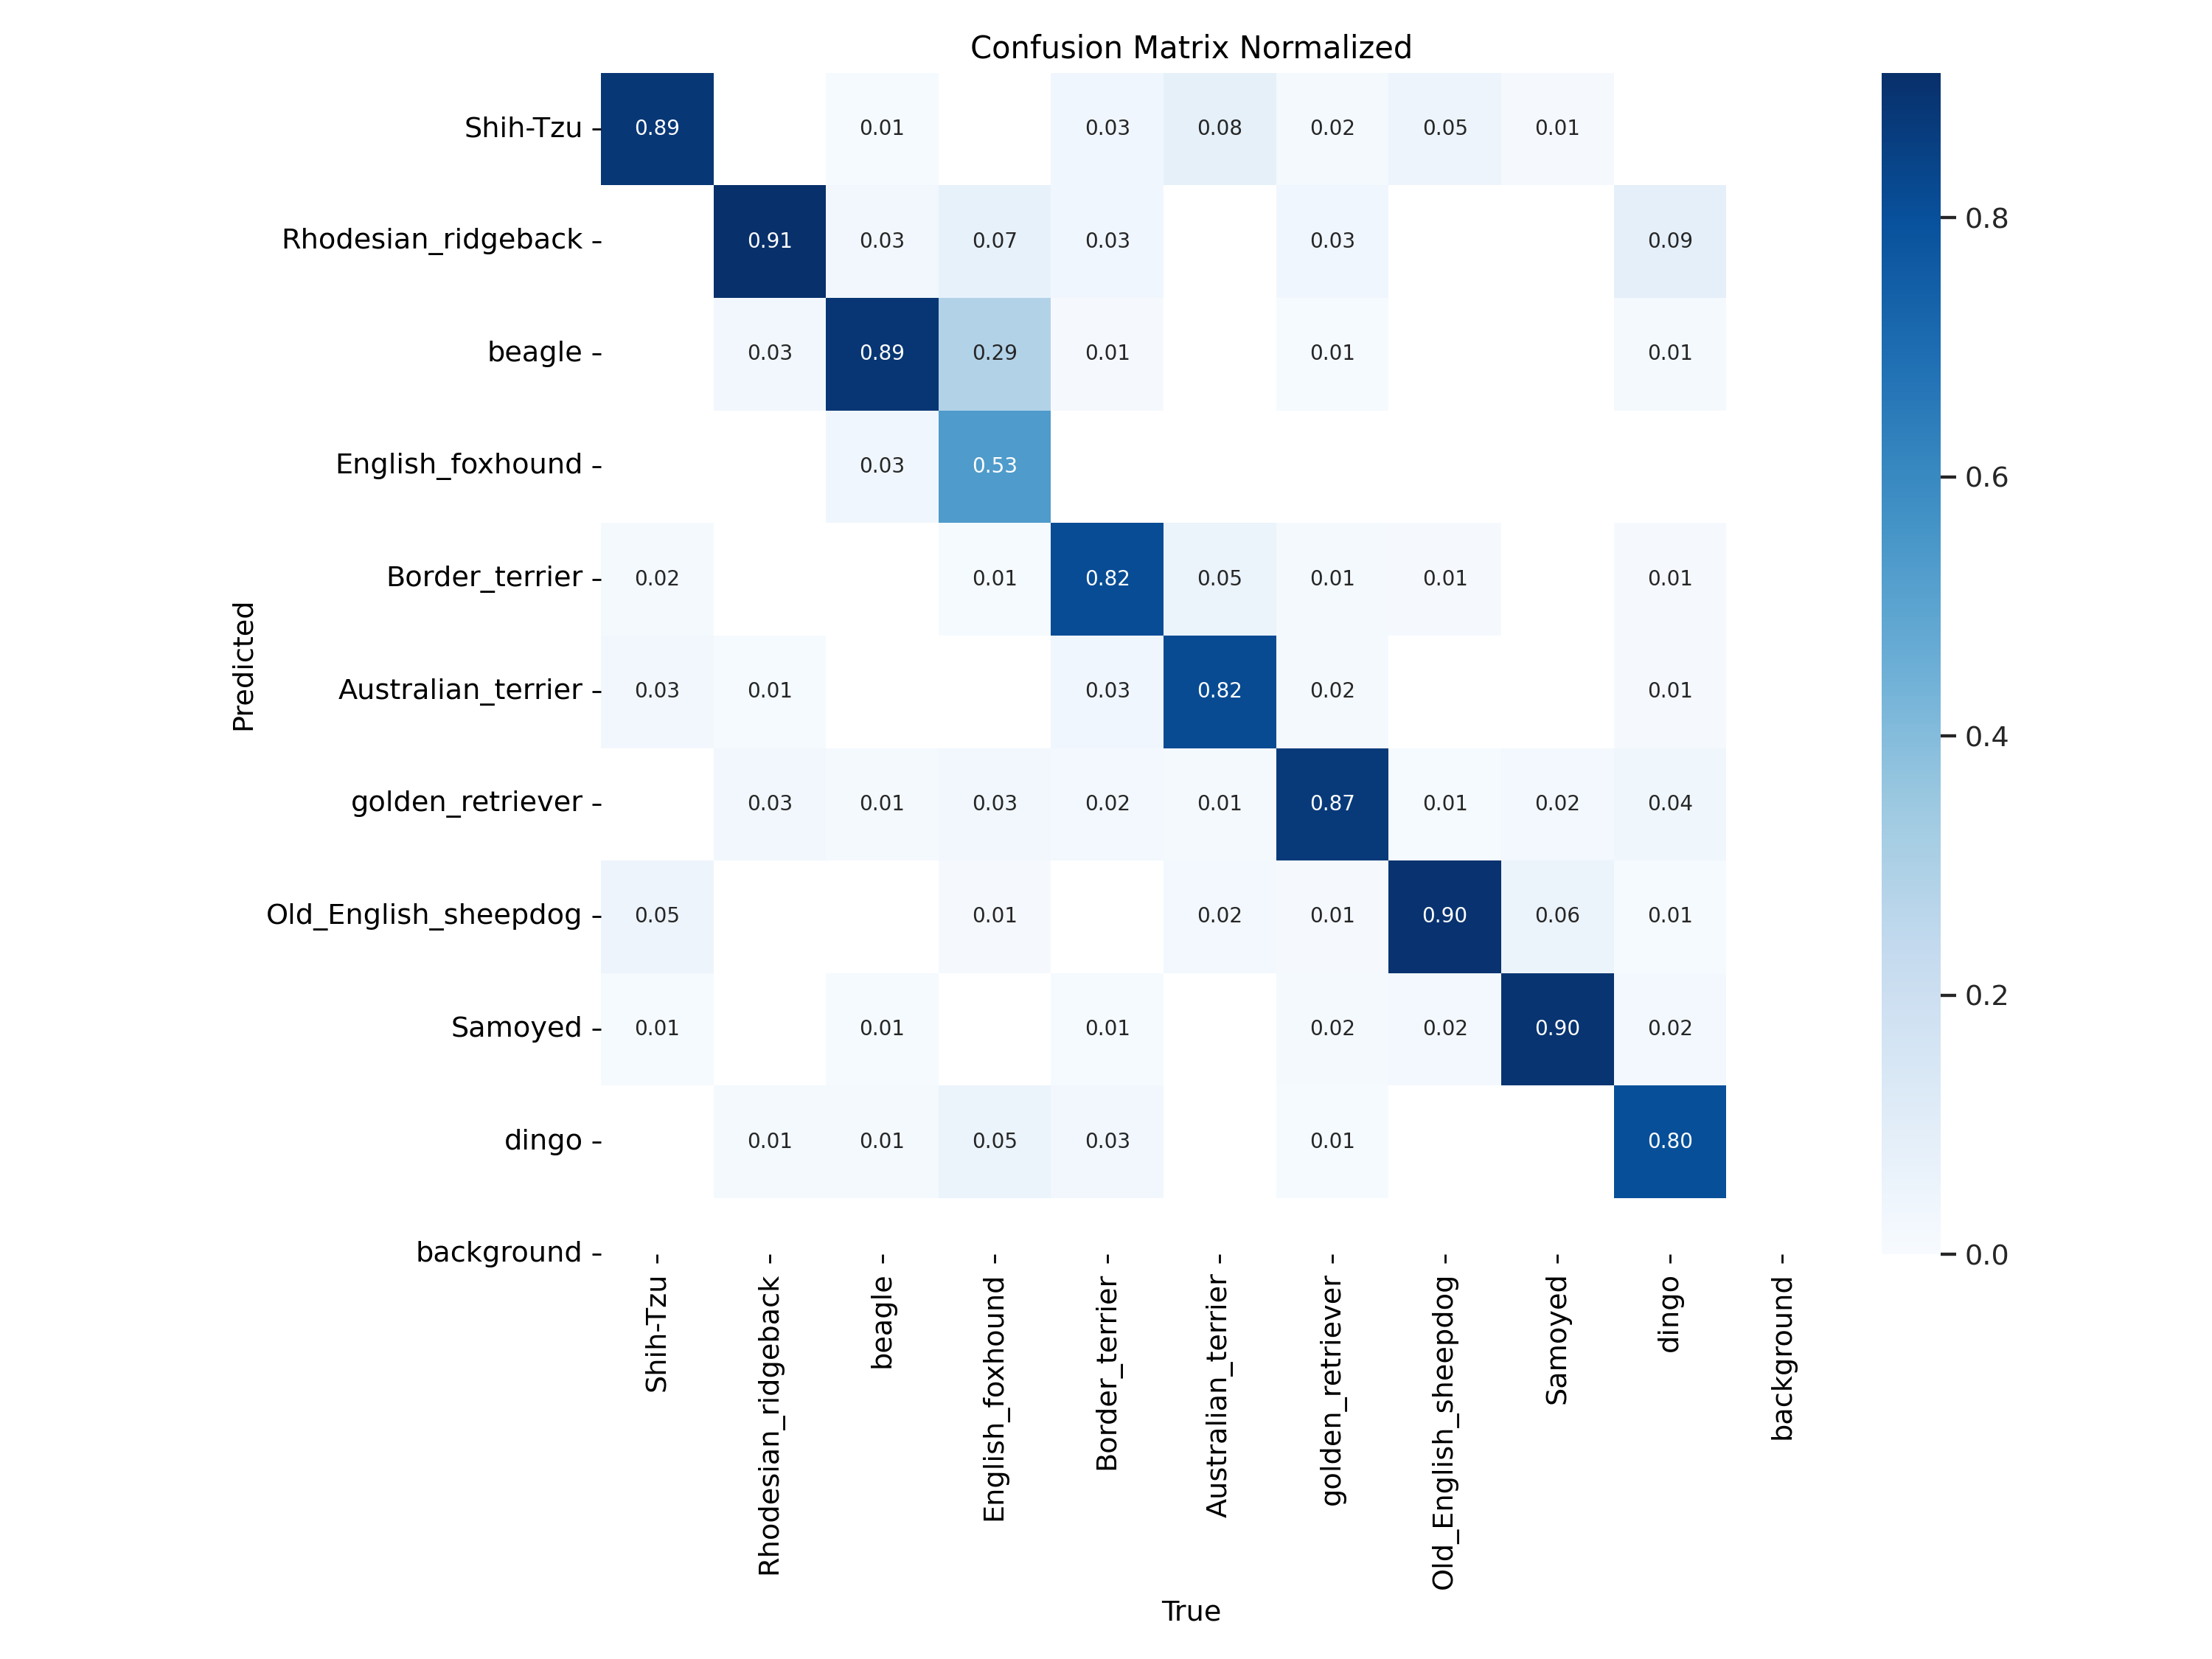 Confusion Matrix Normalized
Shih-Tzu 0.89 0.01 0.03 0.08 0.02 0.05 0.01
Rhodesian_ridgeback 0.91 0.03 0.07 0.03 0.03 0.09
beagle 0.03 0.89 0.29 0.01 0.01 0.01
English_foxhound 0.03 0.53
Border_terrier 0.02 0.01 0.82 0.05 0.01 0.01 0.01
Australian_terrier 0.03 0.01 0.03 0.82 0.02 0.01
golden_retriever 0.03 0.01 0.03 0.02 0.01 0.87 0.01 0.02 0.04
Old_English_sheepdog 0.05 0.01 0.02 0.01 0.90 0.06 0.01
Samoyed 0.01 0.01 0.01 0.02 0.02 0.90 0.02
dingo 0.01 0.01 0.05 0.03 0.01 0.80
background
Predicted
Shih-Tzu
Rhodesian_ridgeback
beagle
English_foxhound
Border_terrier
Australian_terrier
golden_retriever
Old_English_sheepdog
Samoyed
dingo
background
True
0.8
0.6
0.4
0.2
0.0